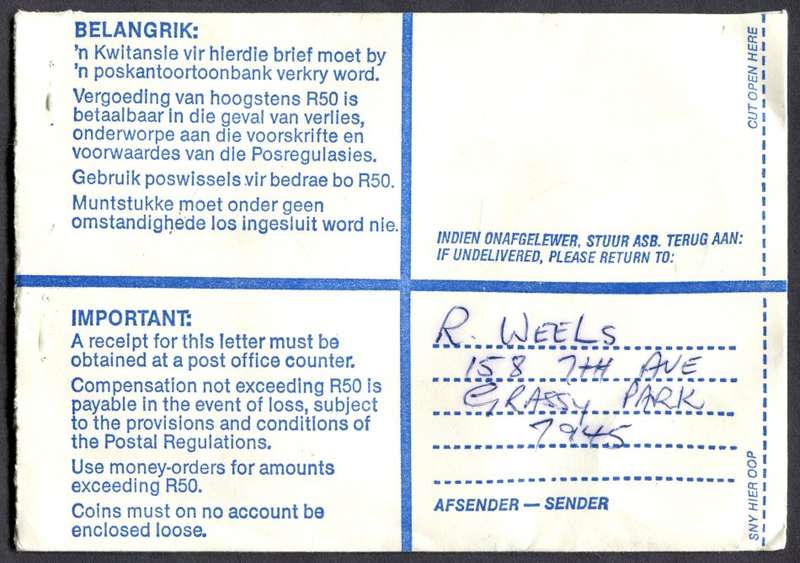 BELANGRIK:
'n Kwitansie vir hierdie brief moet by
'n poskantoortoonbank verkry word.
Vergoeding van hoogstens R50 is
betaalbaar in die geval van verlies,
onderworpe aan die voorskrifte en
voorwaardes van die Posregulasies.
Gebruik poswissels vir bedrae bo R50.
Muntstukke moet onder geen
omstandighede los ingesluit word nie.
CUT OPEN HERE
INDIEN ONAFGELEWER, STUUR ASB. TERUG AAN:
IF UNDELIVERED, PLEASE RETURN TO:
IMPORTANT:
A receipt for this letter must be
obtained at a post office counter.
Compensation not exceeding R50 is
payable in the event of loss, subject
to the provisions and conditions of
the Postal Regulations.
Use money-orders for amounts
exceeding R50.
Coins must on no account be
enclosed loose.
R. WEELS
158 7TH AVE
GRASSY PARK
7945
AFSENDER — SENDER
SNY HIER OOP